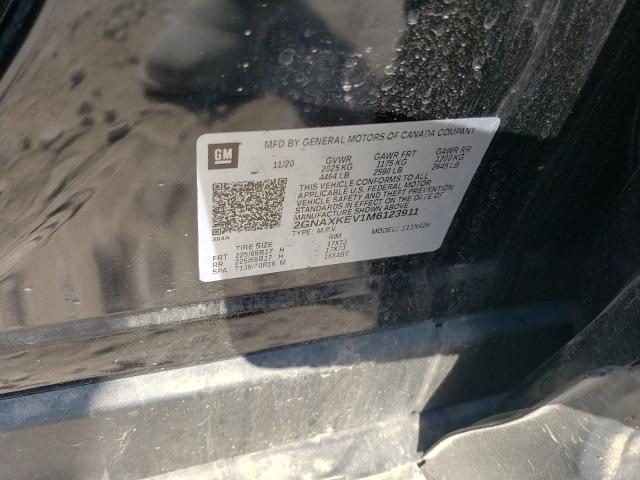 GM
MFD BY GENERAL MOTORS OF CANADA COMPANY
11/20 GVWR GAWR FRT GAWR RR
2025 KG 1175 KG 1200 KG
4464 LB 2590 LB 2645 LB
THIS VEHICLE CONFORMS TO ALL
APPLICABLE U.S. FEDERAL MOTOR
VEHICLE SAFETY AND THEFT PREVENTION
STANDARDS IN EFFECT ON THE DATE OF
MANUFACTURE SHOWN ABOVE.
2GNAXKEV1M6123911
TYPE: M.P.V. MODEL: 111XR26
TIRE SIZE RIM
FRT 225/65R17 H 17X7J
RR 225/65R17 H 17X7J
SPA T135/70R16 M 16X4BT